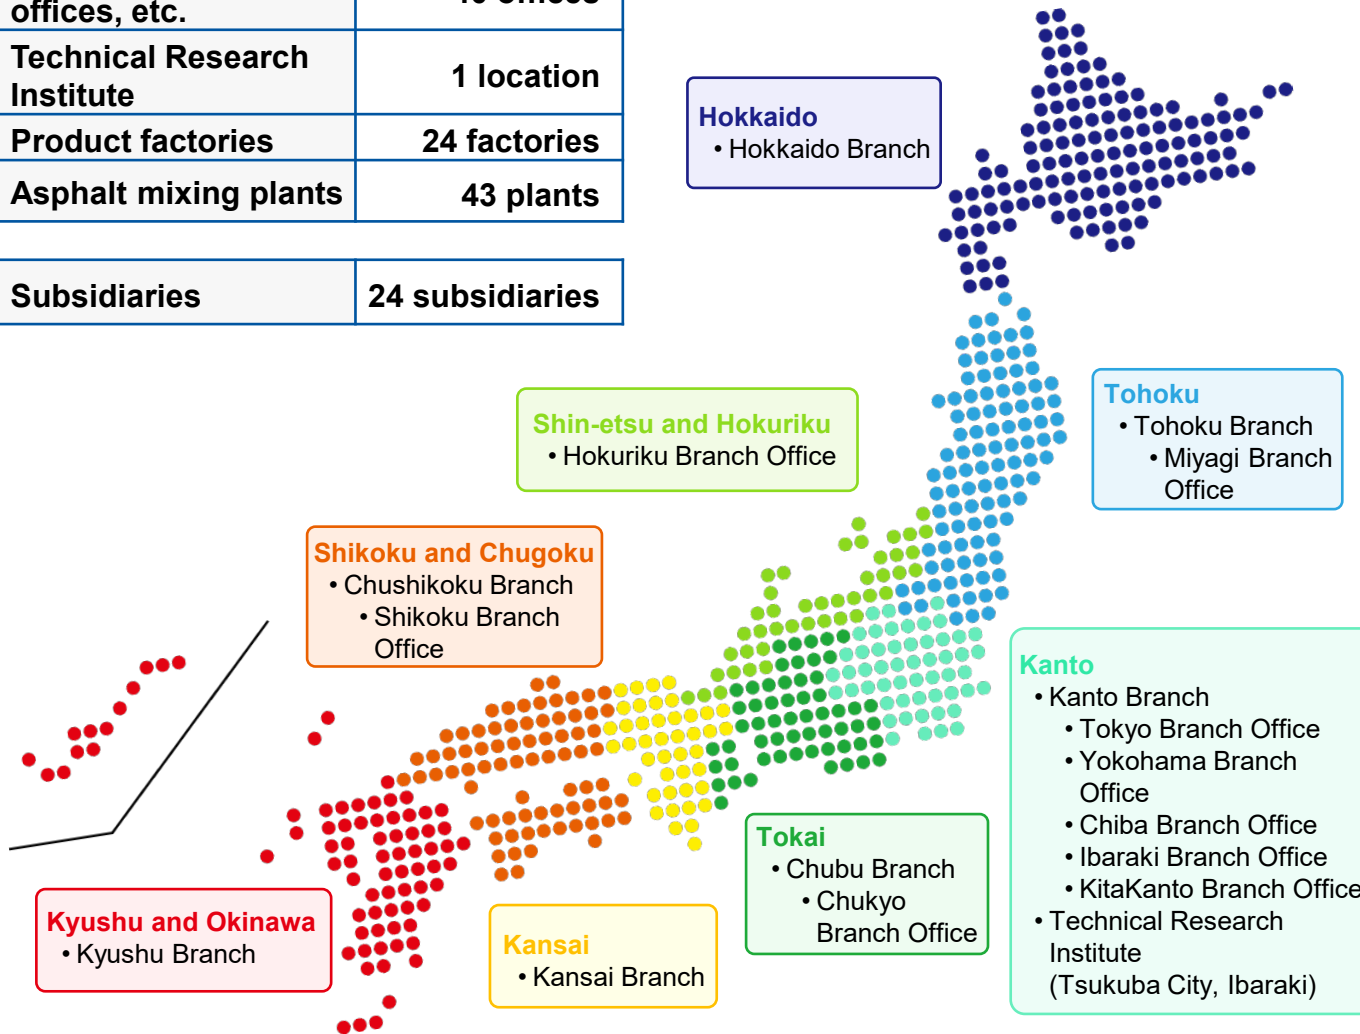 offices, etc.
Technical Research
Institute
1 location
Product factories
24 factories
Asphalt mixing plants
43 plants
Subsidiaries
24 subsidiaries
Hokkaido
• Hokkaido Branch
Tohoku
• Tohoku Branch
• Miyagi Branch
Office
Shin-etsu and Hokuriku
• Hokuriku Branch Office
Shikoku and Chugoku
• Chushikoku Branch
• Shikoku Branch
Office
Kanto
• Kanto Branch
• Tokyo Branch Office
• Yokohama Branch
Office
• Chiba Branch Office
• Ibaraki Branch Office
• KitaKanto Branch Office
• Technical Research
Institute
(Tsukuba City, Ibaraki)
Tokai
• Chubu Branch
• Chukyo
Branch Office
Kansai
• Kansai Branch
Kyushu and Okinawa
• Kyushu Branch